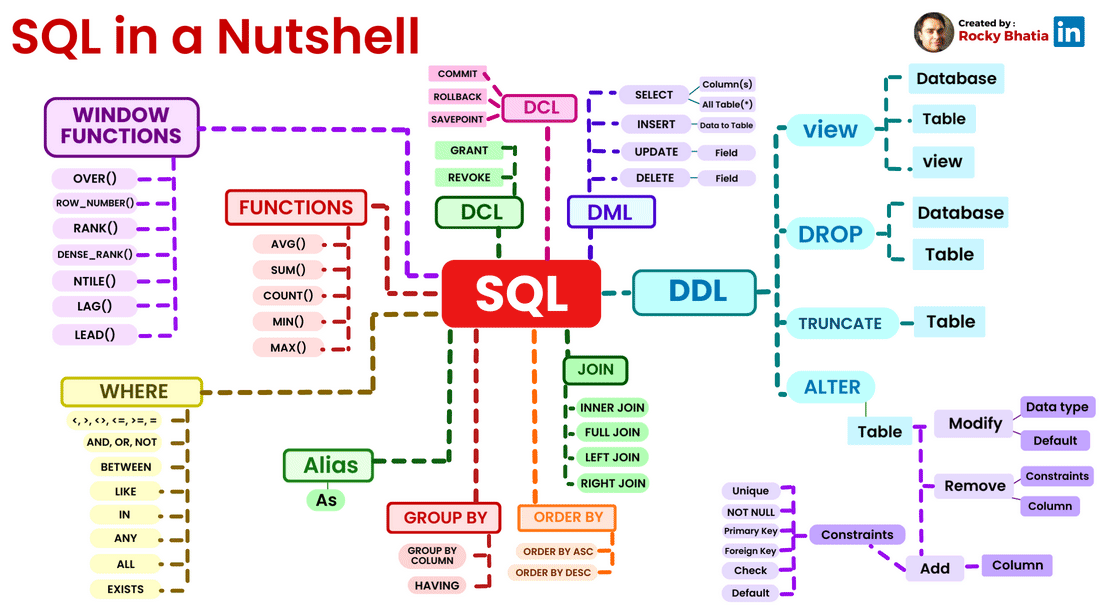 SQL in a Nutshell
Created by :
Rocky Bhatia
in
WINDOW
FUNCTIONS
OVER()
ROW_NUMBER()
RANK()
DENSE_RANK()
NTILE()
LAG()
LEAD()
FUNCTIONS
AVG()
SUM()
COUNT()
MIN()
MAX()
WHERE
<, >, <>, <=, >=, =
AND, OR, NOT
BETWEEN
LIKE
IN
ANY
ALL
EXISTS
COMMIT
ROLLBACK
SAVEPOINT
DCL
GRANT
REVOKE
DCL
SELECT
Column(s)
All Table(*)
INSERT
Data to Table
UPDATE
Field
DELETE
Field
DML
SQL
DDL
view
Database
Table
view
DROP
Database
Table
TRUNCATE
Table
ALTER
Table
Modify
Data type
Default
Remove
Constraints
Column
Add
Column
Constraints
Unique
NOT NULL
Primary Key
Foreign Key
Check
Default
JOIN
INNER JOIN
FULL JOIN
LEFT JOIN
RIGHT JOIN
Alias
As
GROUP BY
GROUP BY
COLUMN
HAVING
ORDER BY
ORDER BY ASC
ORDER BY DESC